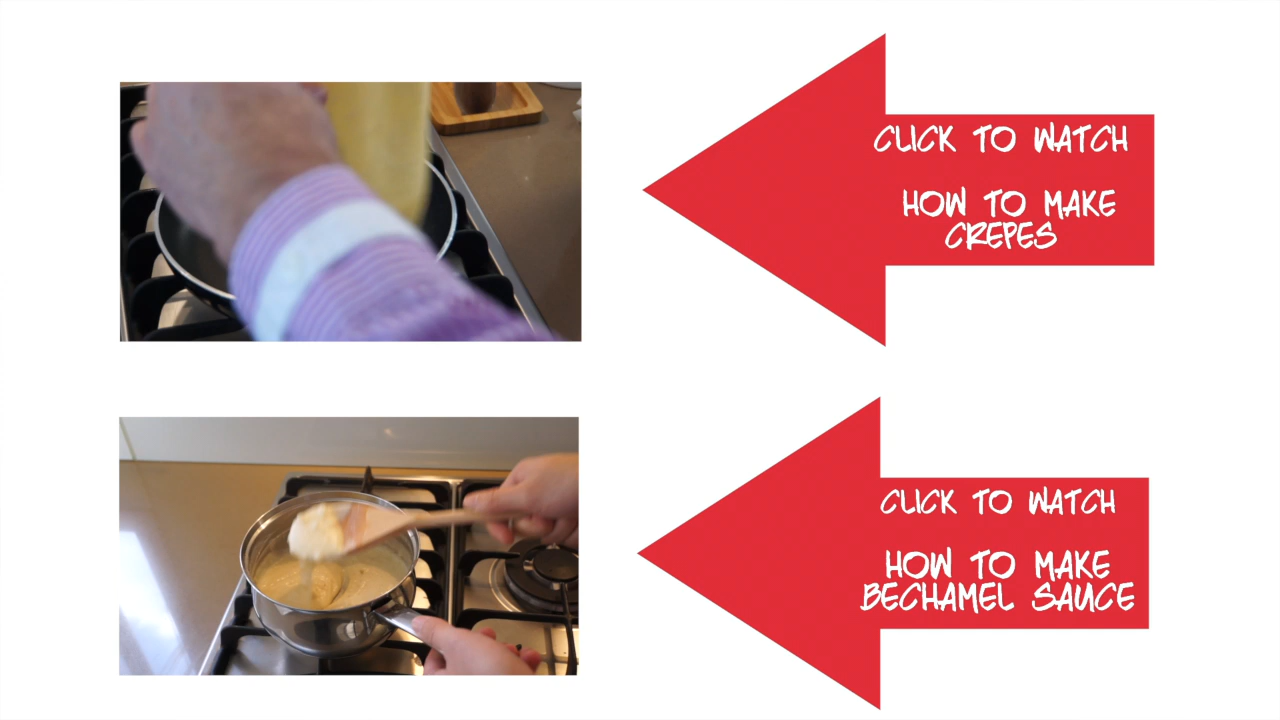 CLICK TO WATCH
HOW TO MAKE
CREPES
CLICK TO WATCH
HOW TO MAKE
BECHAMEL SAUCE